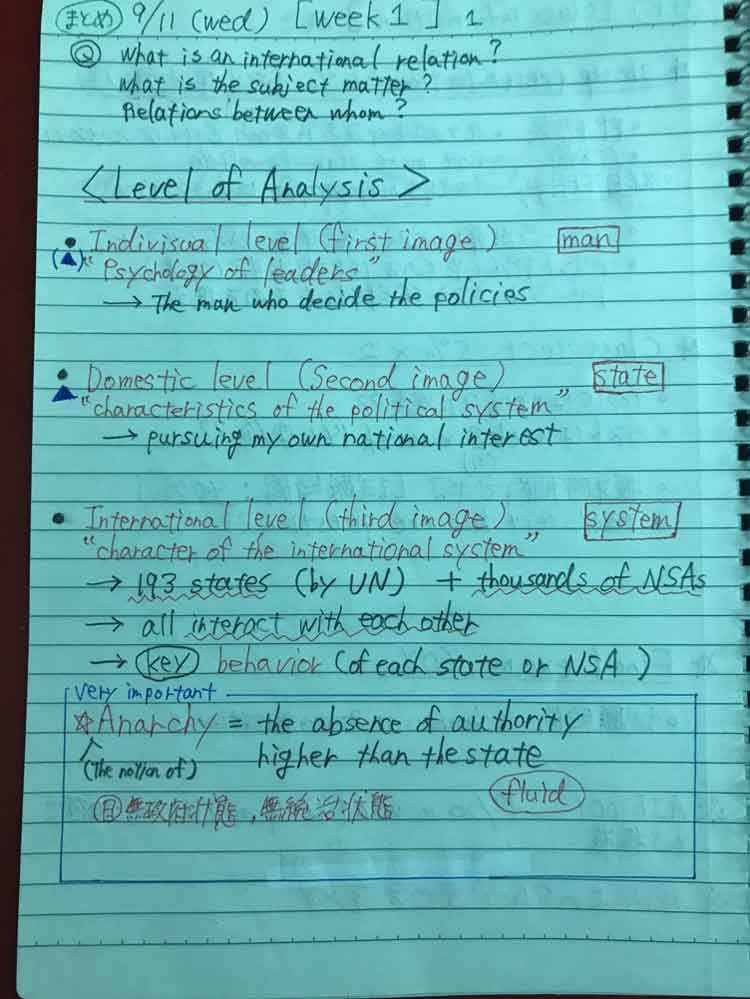 まとめ 9/11 (wed) [week 1] 1
Q What is an international relation?
What is the subject matter?
Relations between whom?
<Level of Analysis>
• Indivisual level (first image) man
(▲)"Psychology of leaders"
→ The man who decide the policies
• Domestic level (Second image) state
▲"characteristics of the political system"
→ pursuing my own national interest
• International level (third image) system
"character of the international system"
→ 193 states (by UN) + thousands of NSAs
→ all interact with each other
→ key behavior (of each state or NSA)
very important
☆Anarchy = the absence of authority
(The notion of) higher than the state
fluid
(日)無政府状態,無統治状態